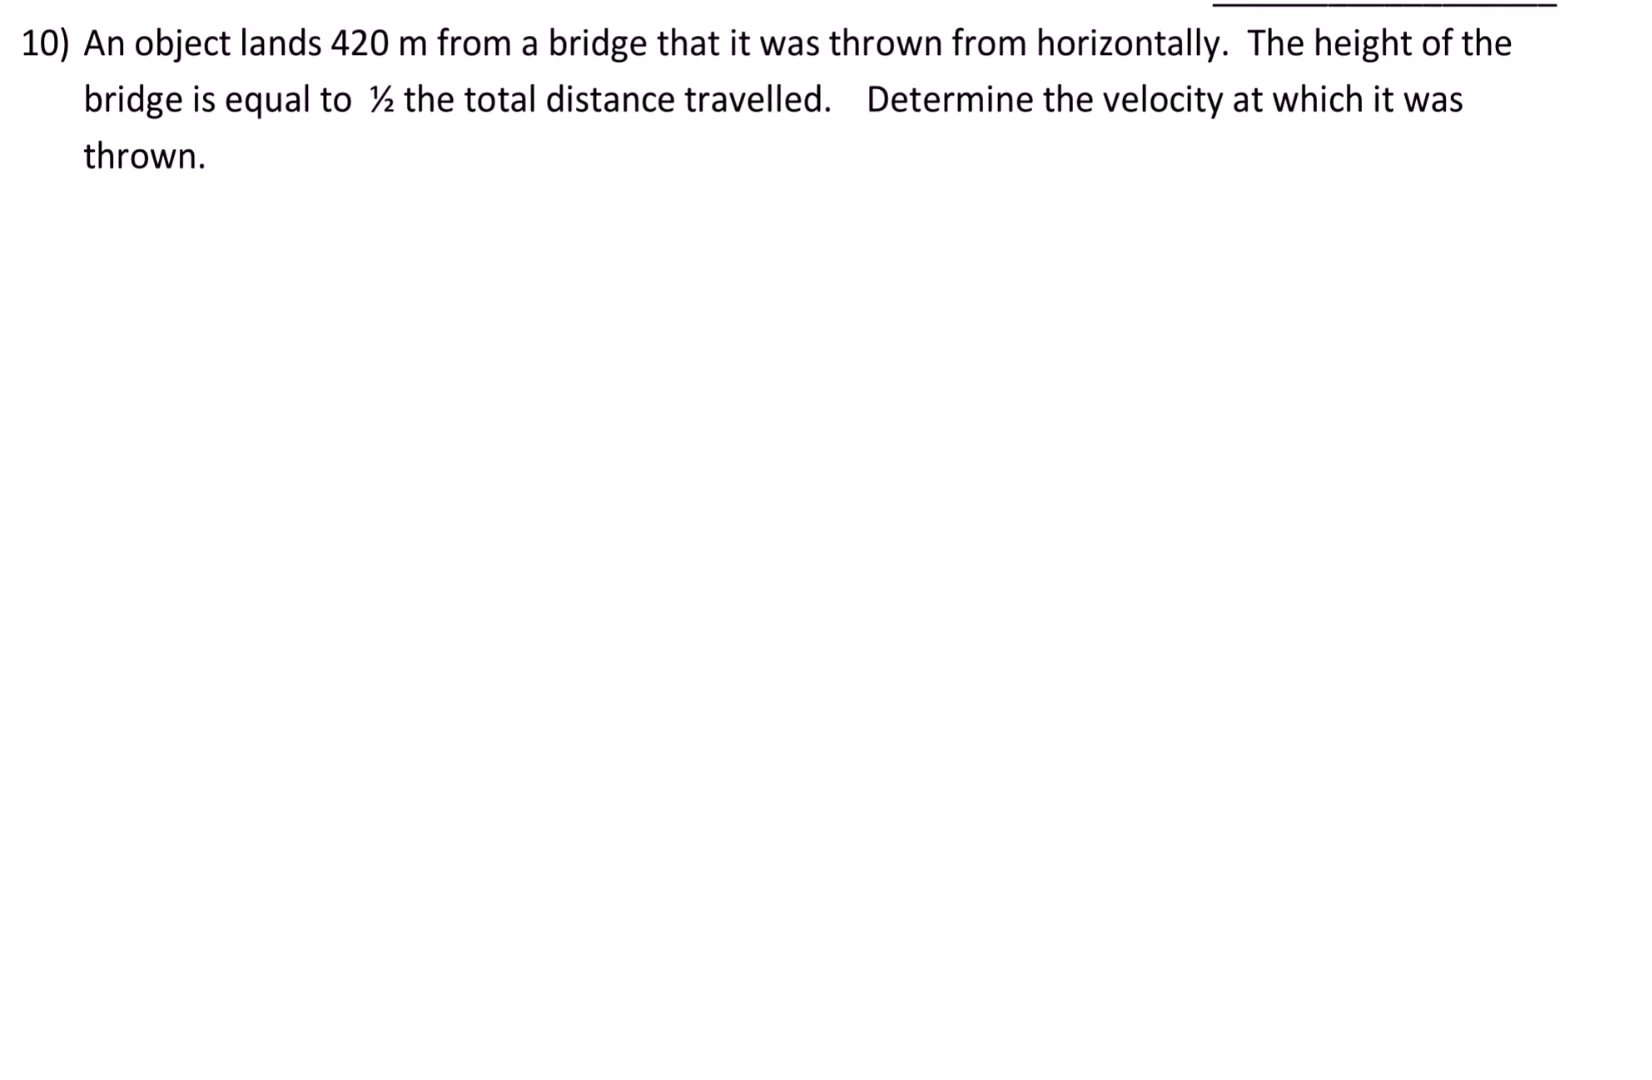 10) An object lands 420 m from a bridge that it was thrown from horizontally. The height of the
bridge is equal to ½ the total distance travelled. Determine the velocity at which it was
thrown.